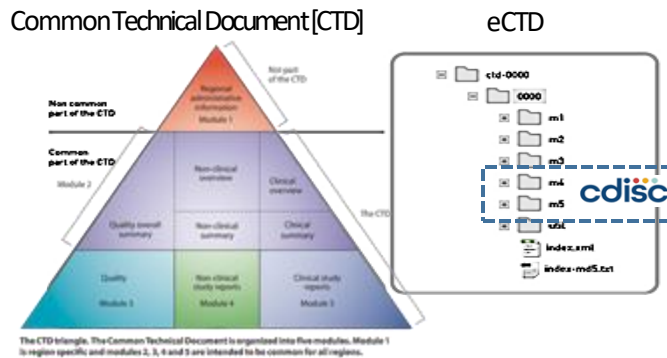 Common Technical Document [CTD]
eCTD
Not part
of the CTD
Regional
administrative
information
Module 1
Non common
part of the CTD
Common
part of the CTD
Module 2
Non-clinical
overview
Clinical
overview
The CTD
Quality overall
summary
Non-clinical
summary
Clinical
summary
Quality
Module 3
Non-clinical
study reports
Module 4
Clinical study
reports
Module 5
The CTD triangle. The Common Technical Document is organized into five modules. Module 1
is region specific and modules 2, 3, 4 and 5 are intended to be common for all regions.
ctd-0000
0000
m1
m2
m3
m4
m5
cdisc
util
index.xml
index-md5.txt